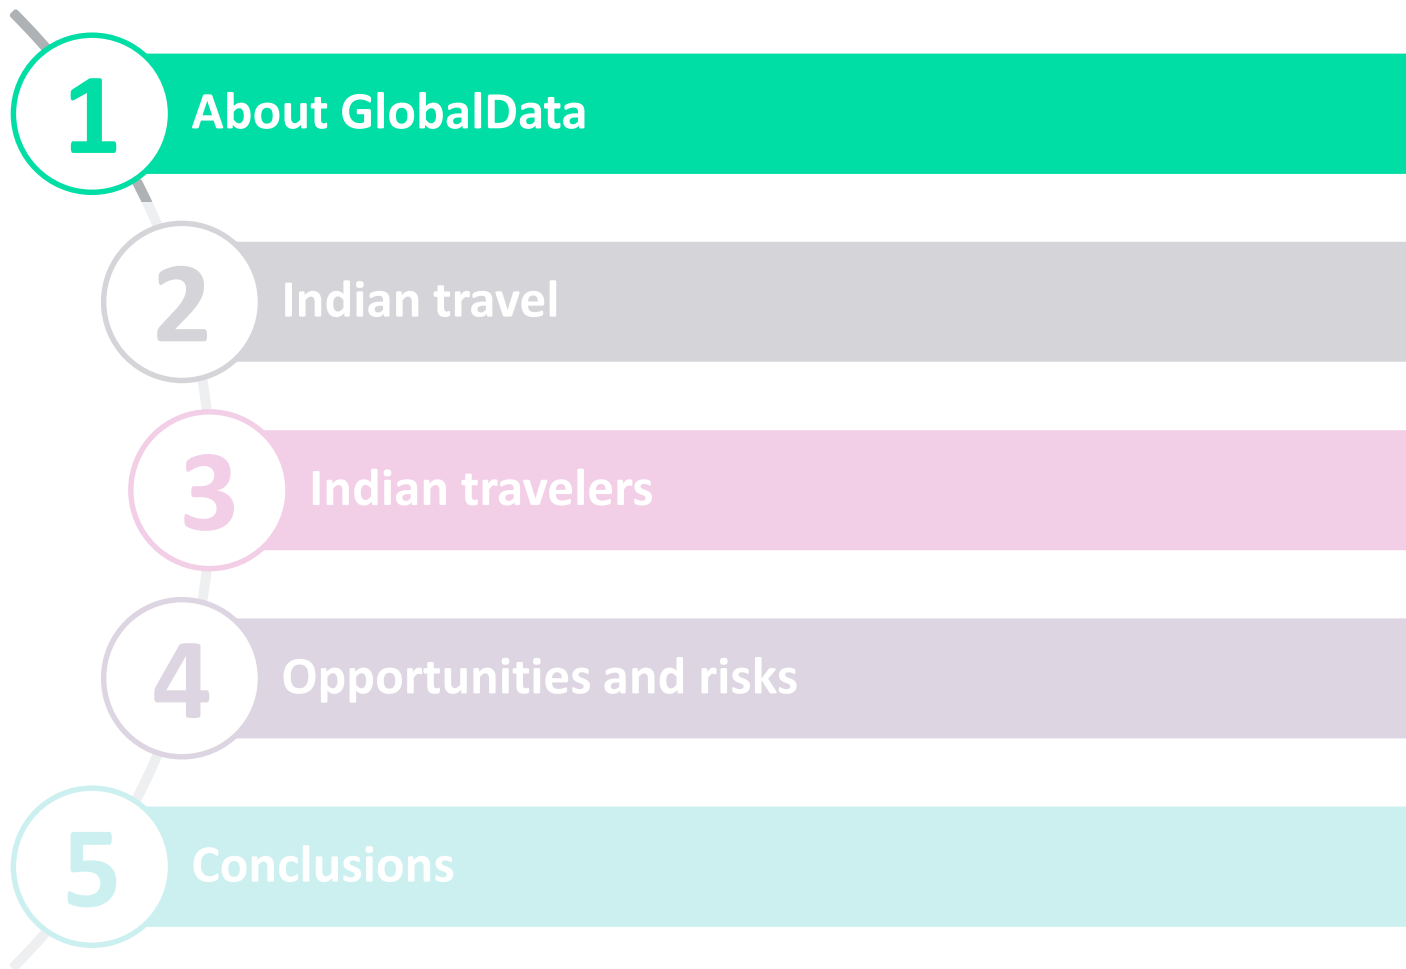 1 About GlobalData
2 Indian travel
3 Indian travelers
4 Opportunities and risks
5 Conclusions